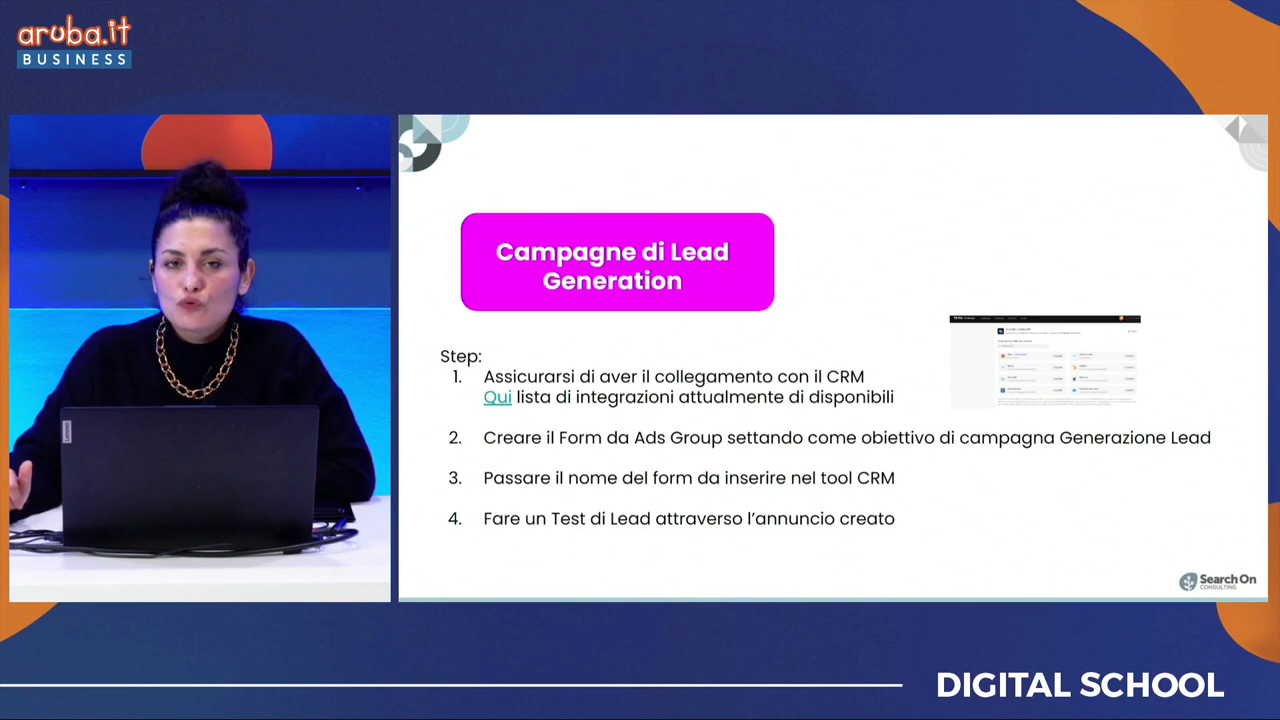 aruba.it
BUSINESS
Lenovo
Campagne di Lead
Generation
Step:
1. Assicurarsi di aver il collegamento con il CRM
Qui lista di integrazioni attualmente di disponibili
2. Creare il Form da Ads Group settando come obiettivo di campagna Generazione Lead
3. Passare il nome del form da inserire nel tool CRM
4. Fare un Test di Lead attraverso l’annuncio creato
Search On
CONSULTING
DIGITAL SCHOOL